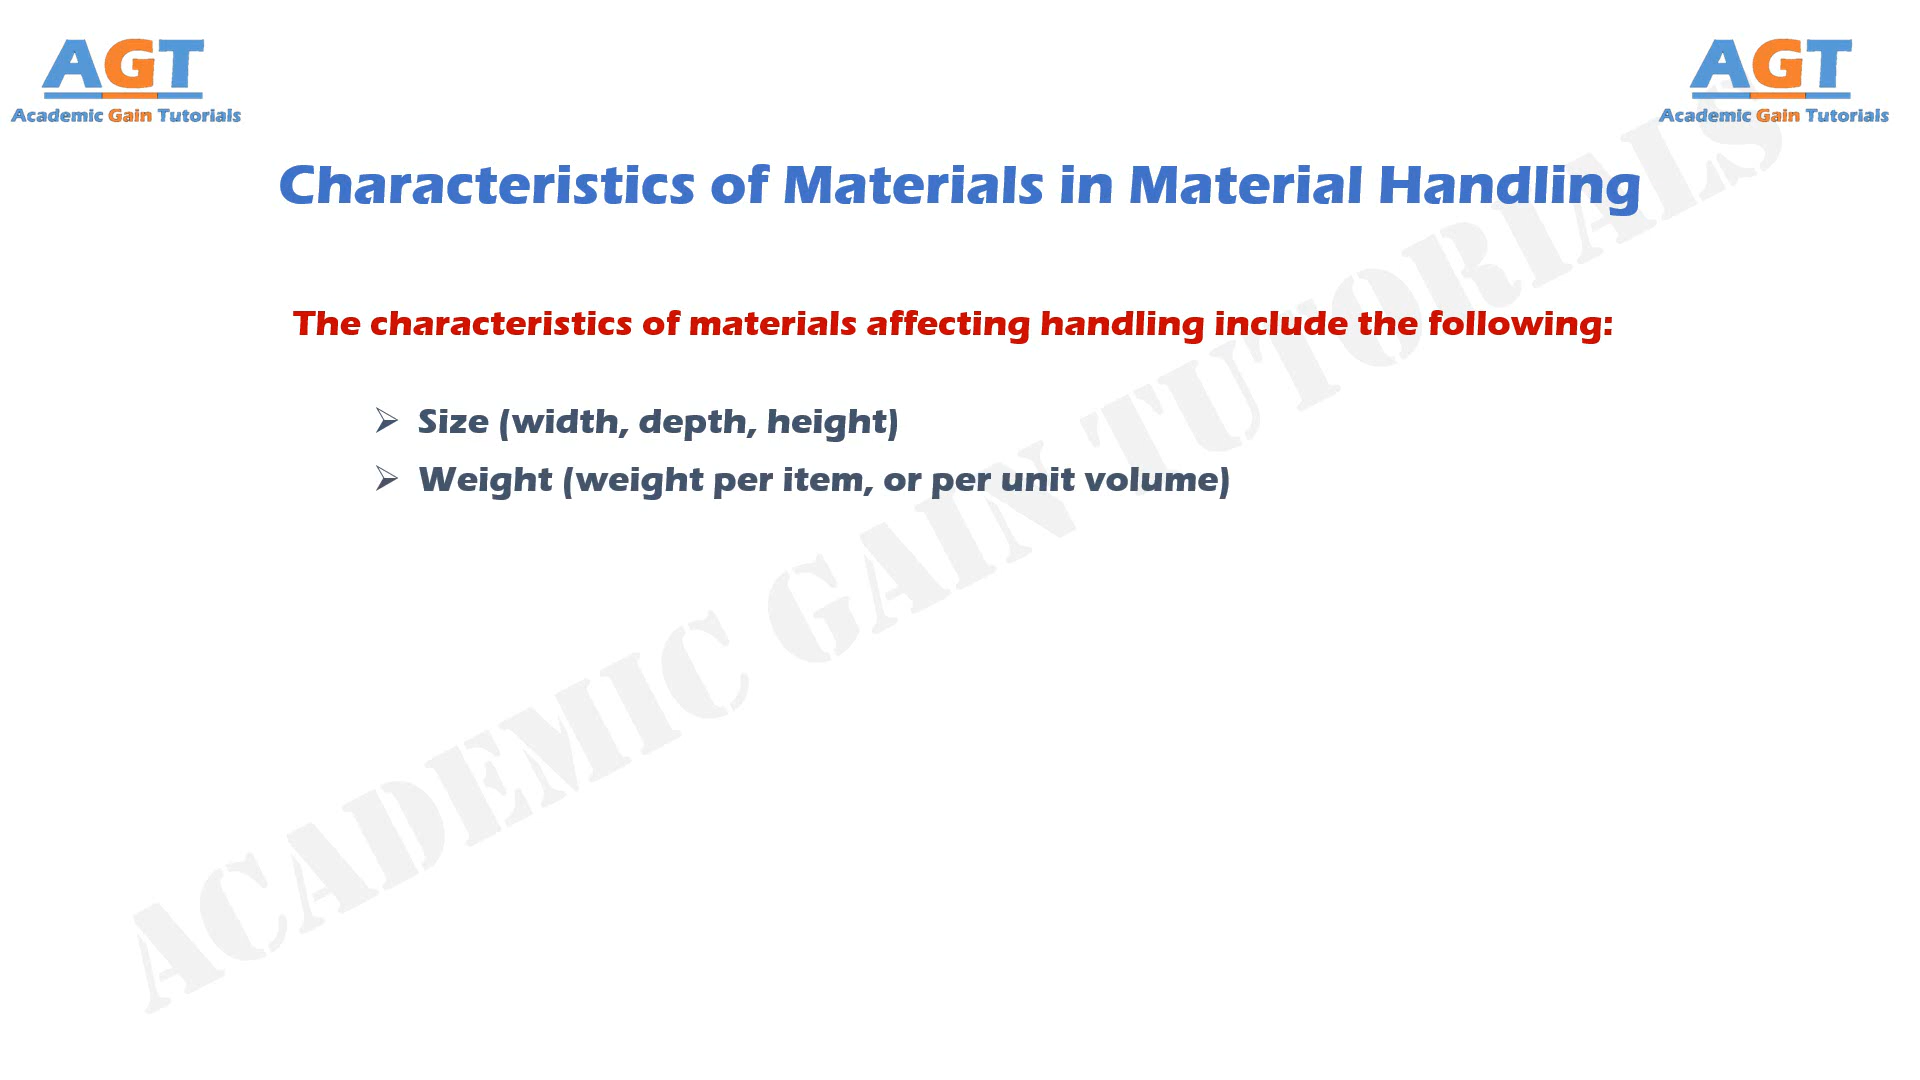 AGT
Academic Gain Tutorials
AGT
Academic Gain Tutorials
Characteristics of Materials in Material Handling
The characteristics of materials affecting handling include the following:
➢ Size (width, depth, height)
➢ Weight (weight per item, or per unit volume)
ACADEMIC GAIN TUTORIALS